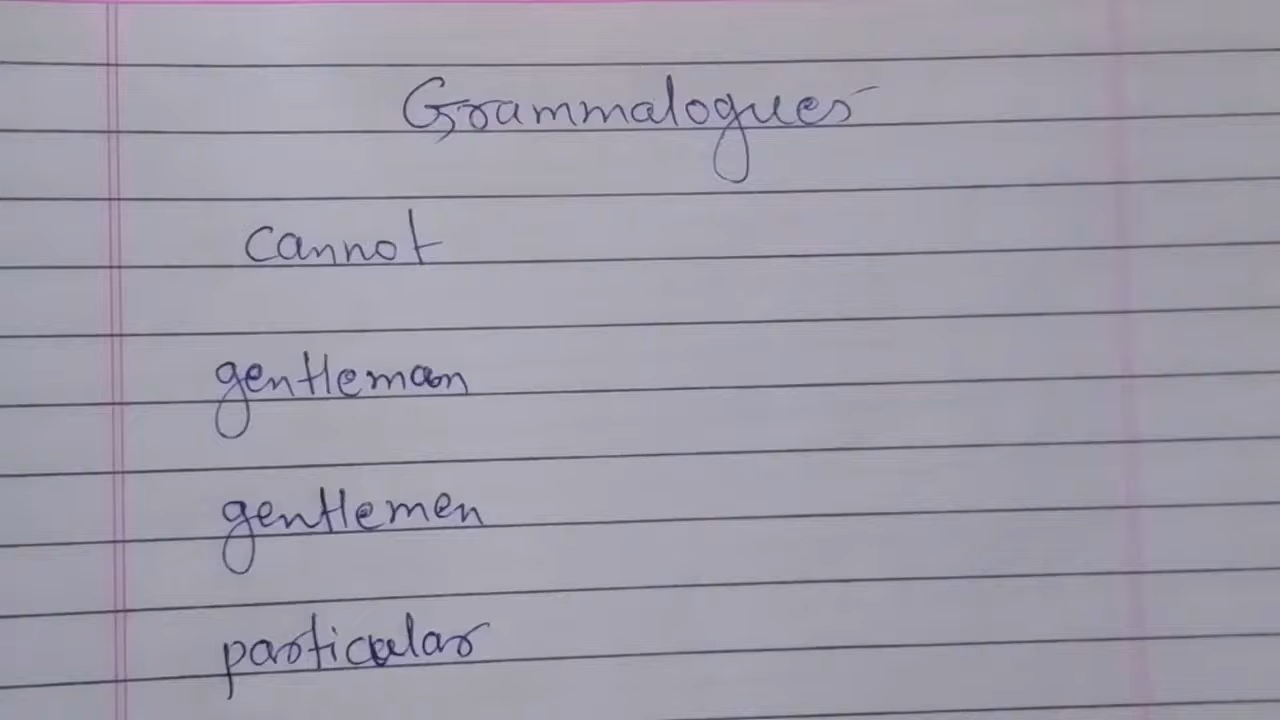 Grammalogues
cannot
gentleman
gentlemen
particular